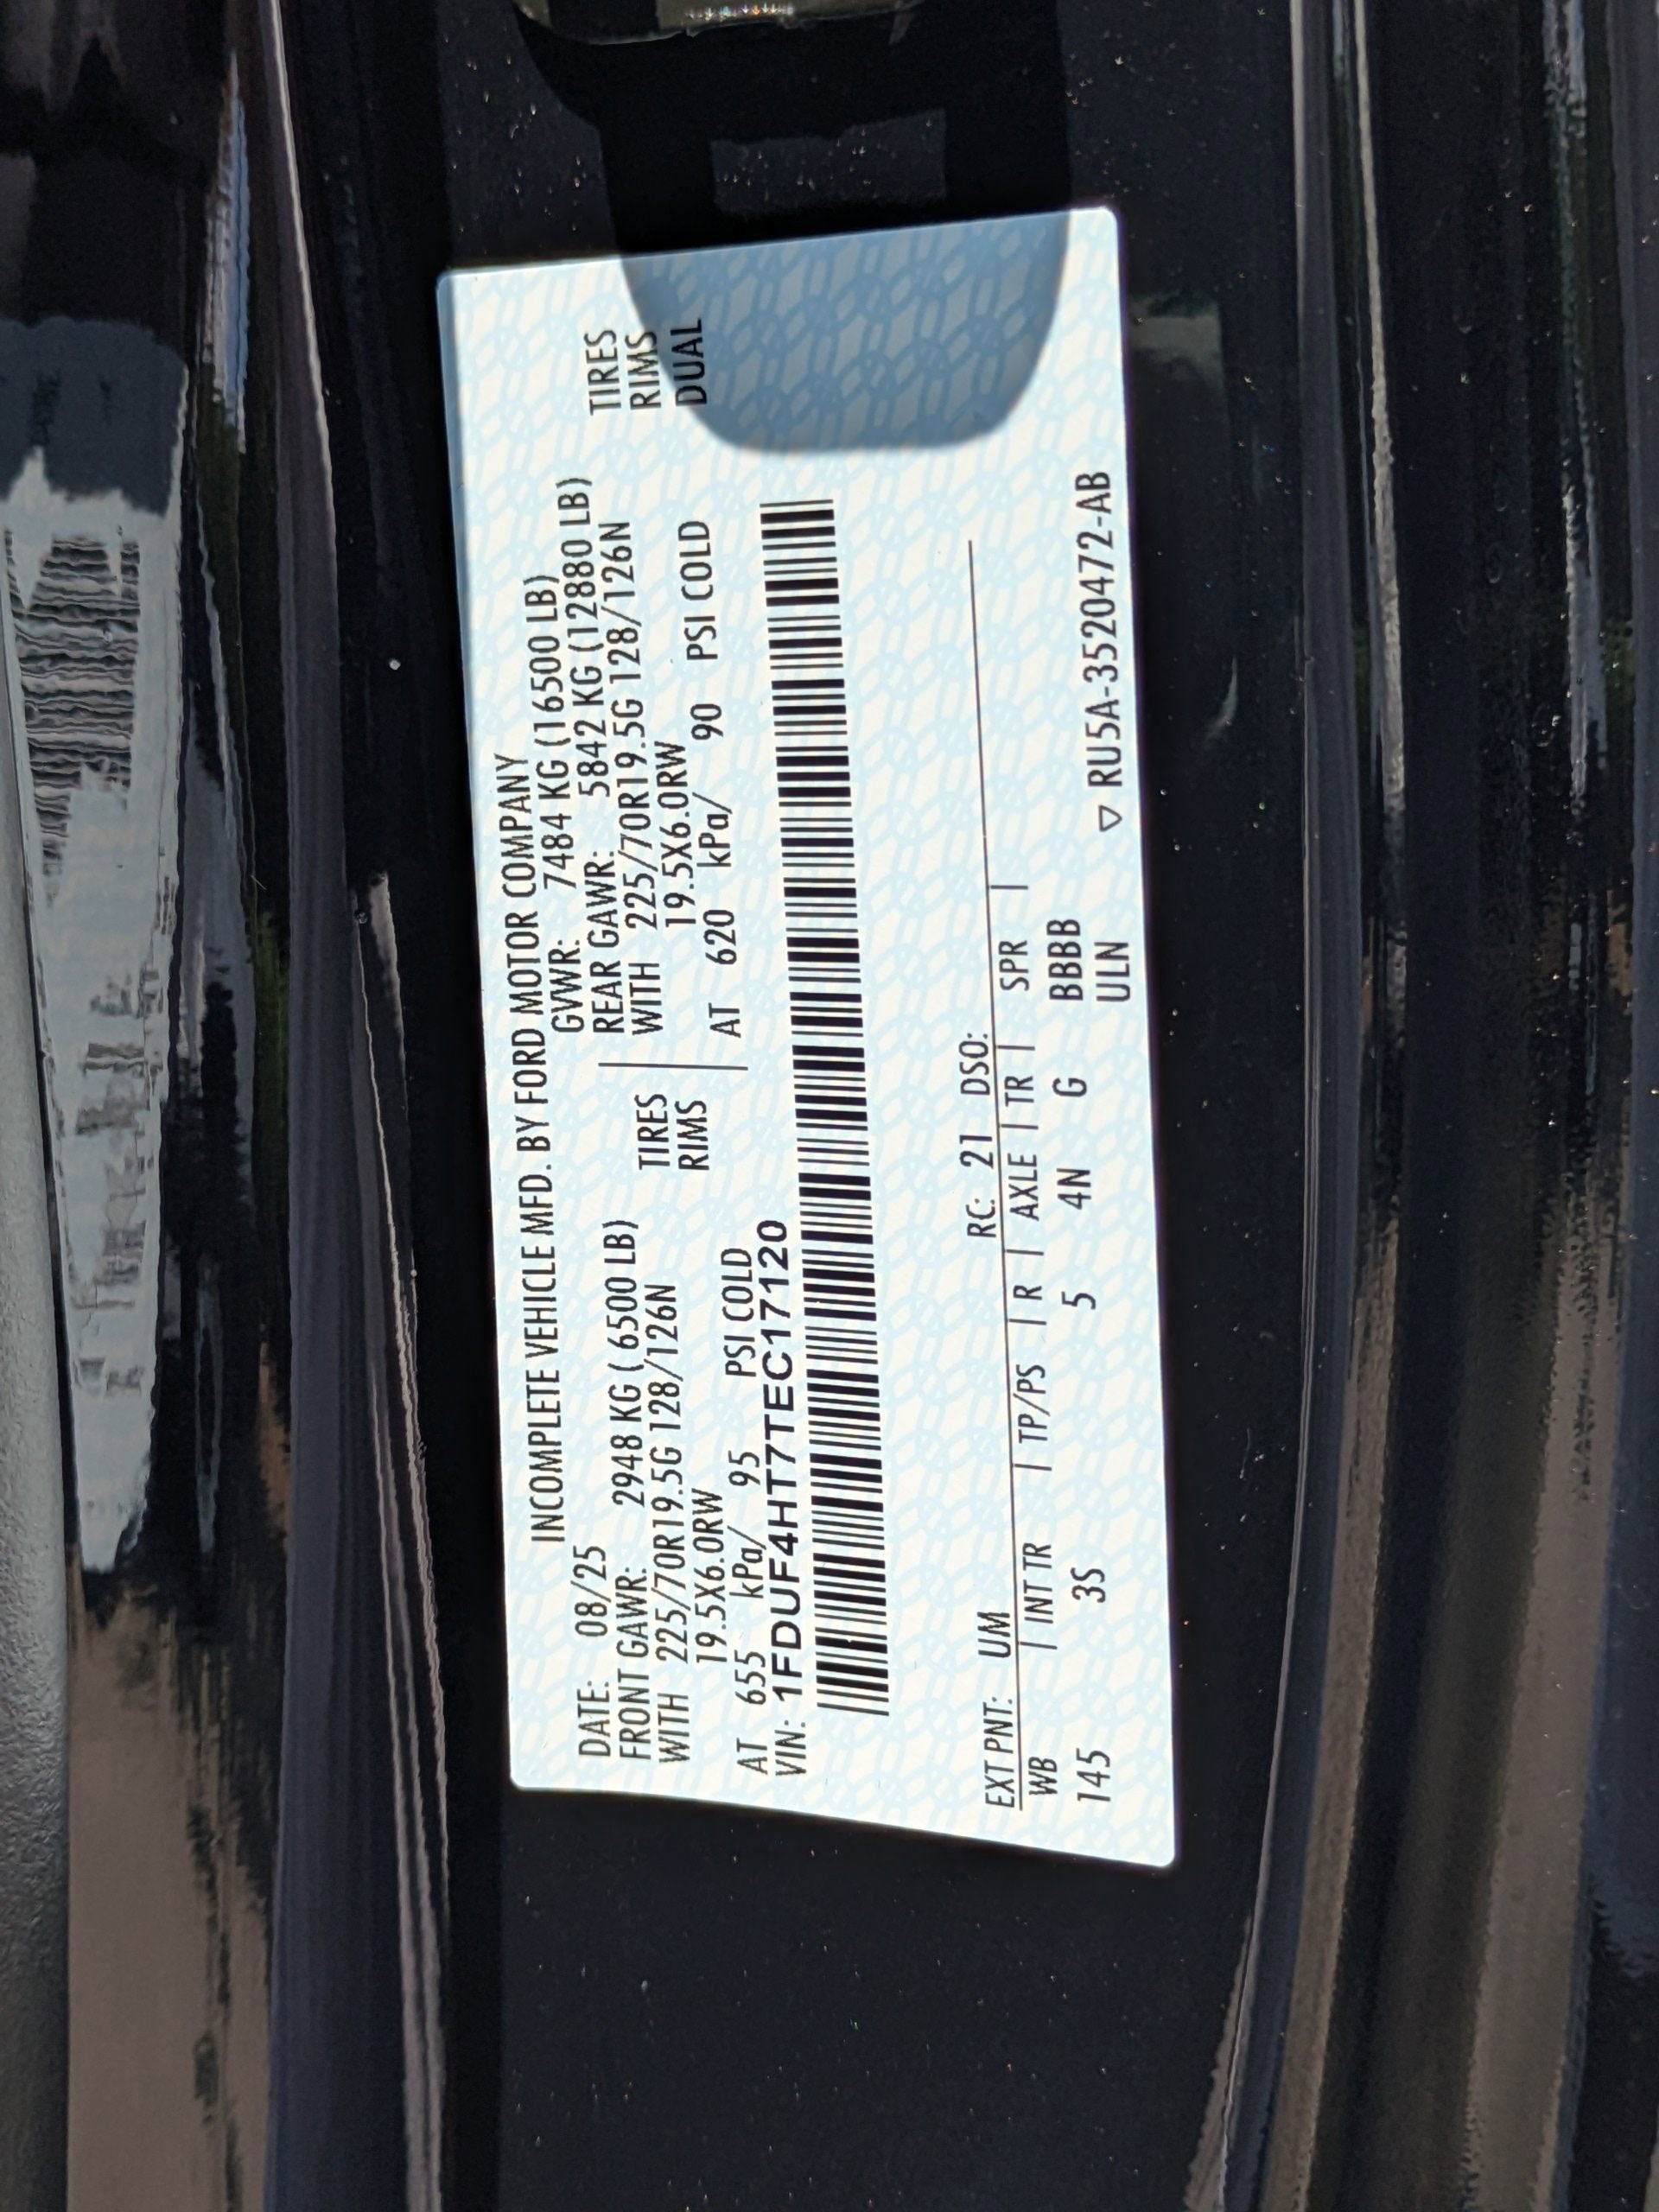 INCOMPLETE VEHICLE MFD. BY FORD MOTOR COMPANY
DATE: 08/25 GVWR: 7484 KG (16500 LB)
FRONT GAWR: 2948 KG ( 6500 LB) REAR GAWR: 5842 KG (12880 LB)
WITH 225/70R19.5G 128/126N TIRES WITH 225/70R19.5G 128/126N TIRES
19.5X6.0RW RIMS 19.5X6.0RW RIMS
AT 655 kPa/ 95 PSI COLD AT 620 kPa/ 90 PSI COLD DUAL
VIN: 1FDUF4HT7TEC17120
EXT PNT: UM RC: 21 DSO:
WB | INT TR | TP/PS | R | AXLE | TR | SPR |
145 3S 5 4N G BBBB
ULN ▽ RU5A-3520472-AB